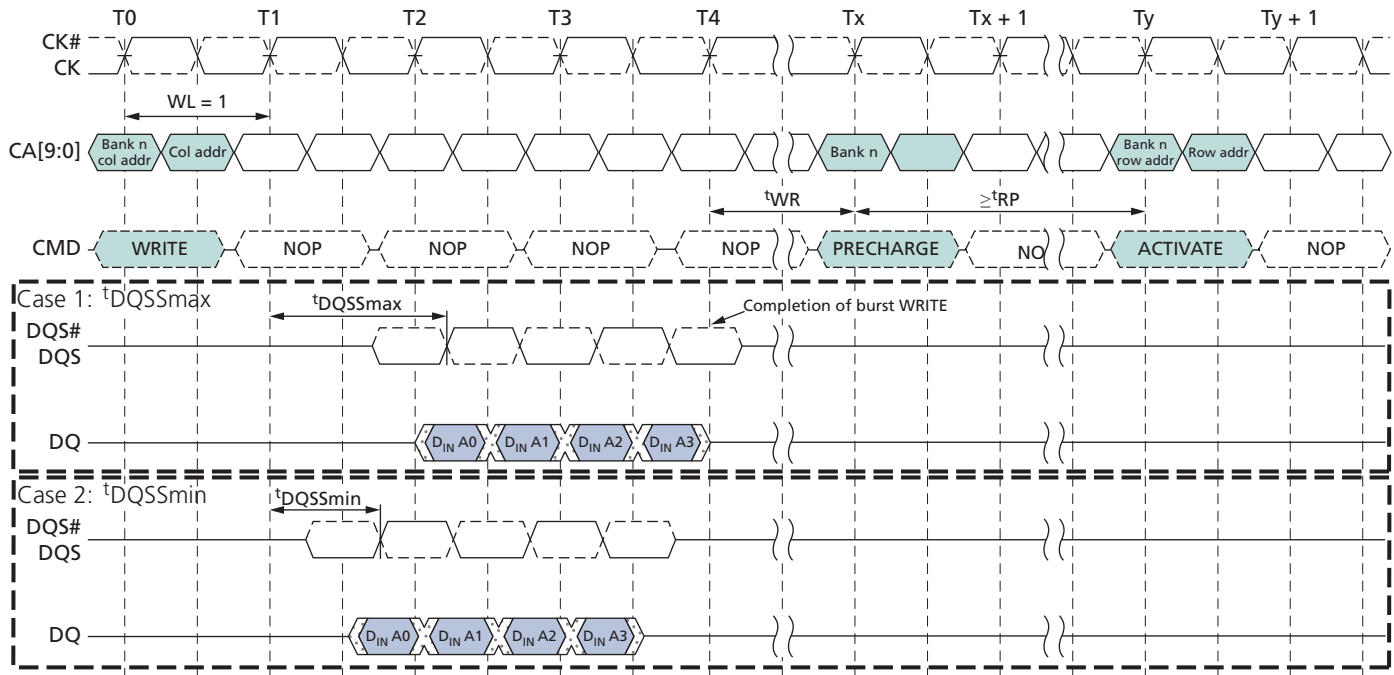 T0 T1 T2 T3 T4 Tx Tx + 1 Ty Ty + 1
CK#
CK
WL = 1
CA[9:0]
Bank n
col addr
Col addr
Bank n
Bank n
row addr
Row addr
tWR
≥tRP
CMD WRITE NOP NOP NOP NOP PRECHARGE NO ACTIVATE NOP
Case 1: tDQSSmax
tDQSSmax
Completion of burst WRITE
DQS#
DQS
DQ DIN A0 DIN A1 DIN A2 DIN A3
Case 2: tDQSSmin
tDQSSmin
DQS#
DQS
DQ DIN A0 DIN A1 DIN A2 DIN A3